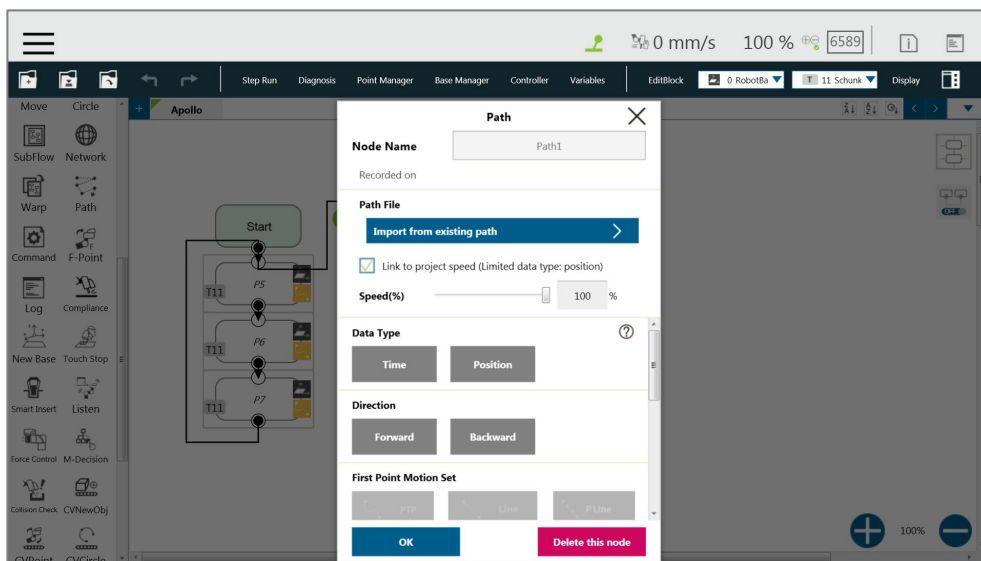 0 mm/s 100 % 6589
Step Run Diagnosis Point Manager Base Manager Controller Variables EditBlock 0 RobotBa T 11 Schunk Display
Move Circle + Apollo
SubFlow Network
Warp Path
Command F-Point
Log Compliance
New Base Touch Stop
Smart Insert Listen
Force Control M-Decision
Collision Check CVNewObj
CVPoint CVCircle
Start
P5
T11
P6
T11
P7
T11
Path
Node Name Path1
Recorded on
Path File
Import from existing path
Link to project speed (Limited data type: position)
Speed(%) 100 %
Data Type
Time Position
Direction
Forward Backward
First Point Motion Set
PTP Line P Line
OK Delete this node
OFF
100%